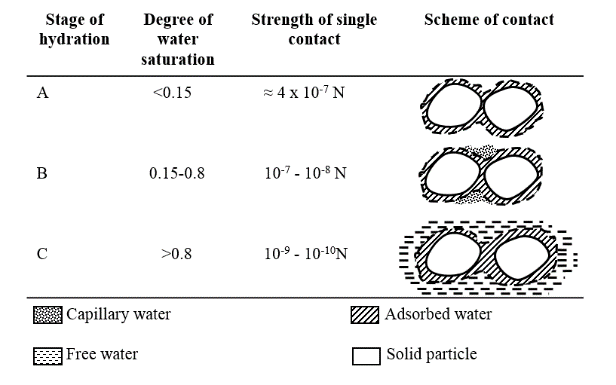 Stage of hydration Degree of water saturation Strength of single contact Scheme of contact
A <0.15 ≈ 4 x 10⁻⁷ N
B 0.15-0.8 10⁻⁷ - 10⁻⁸ N
C >0.8 10⁻⁹ - 10⁻¹⁰N
Capillary water Adsorbed water
Free water Solid particle